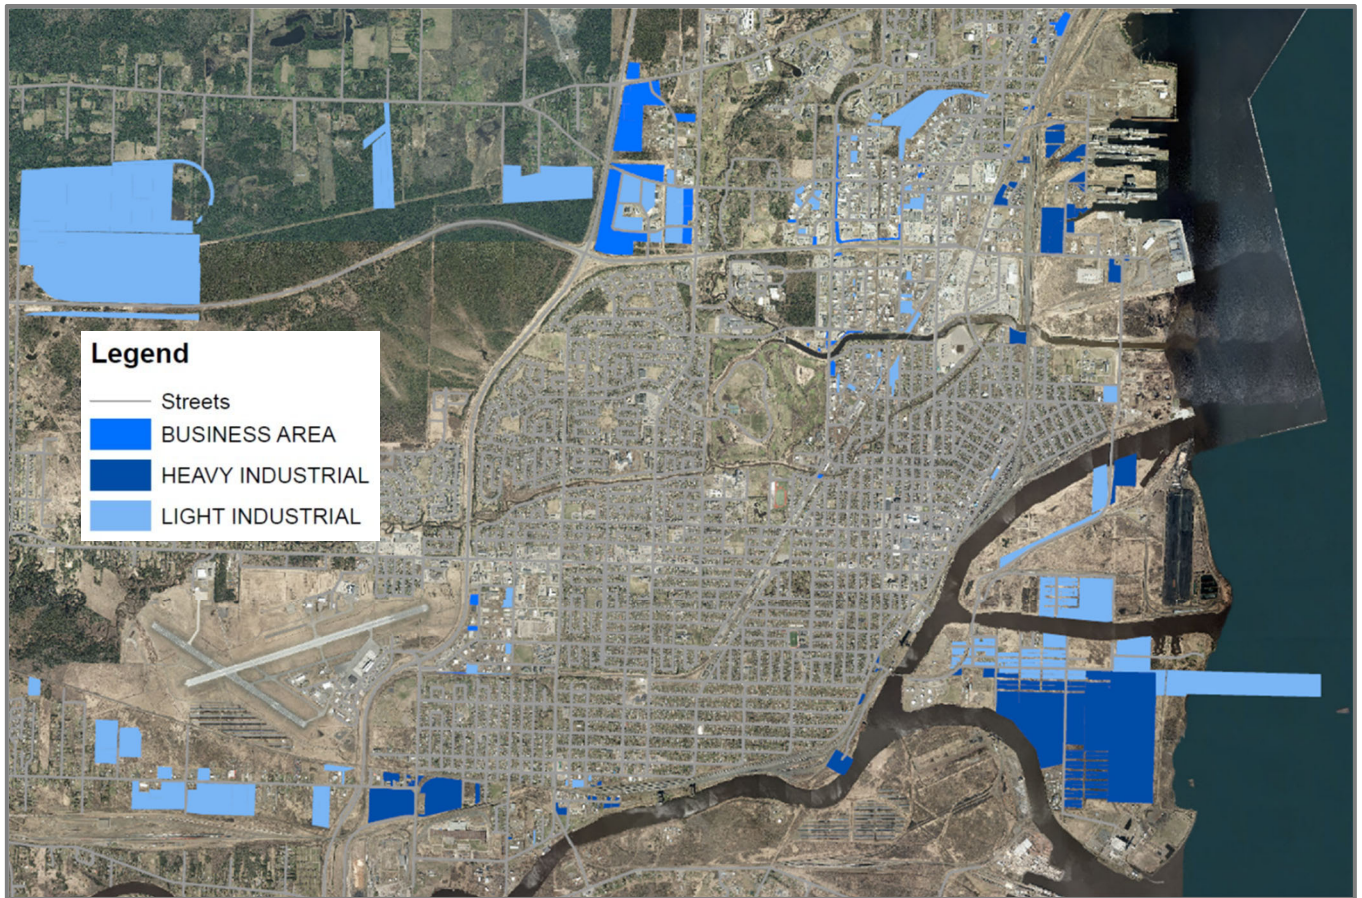 Legend
Streets
BUSINESS AREA
HEAVY INDUSTRIAL
LIGHT INDUSTRIAL